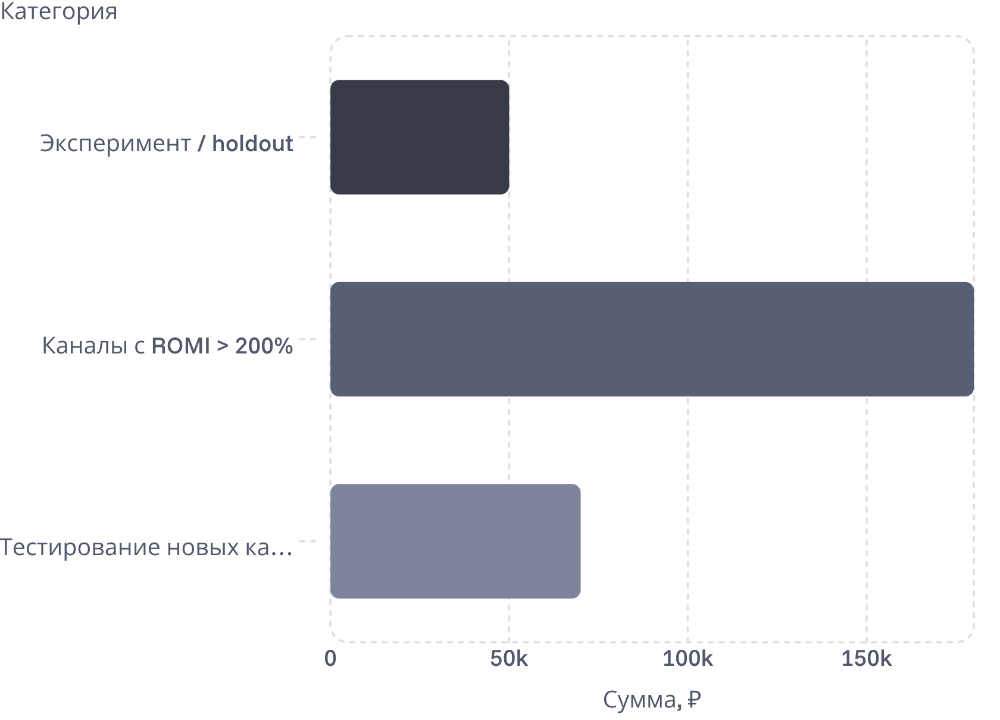 Категория
Эксперимент / holdout
Каналы с ROMI > 200%
Тестирование новых ка...
0 50k 100k 150k
Сумма, ₽